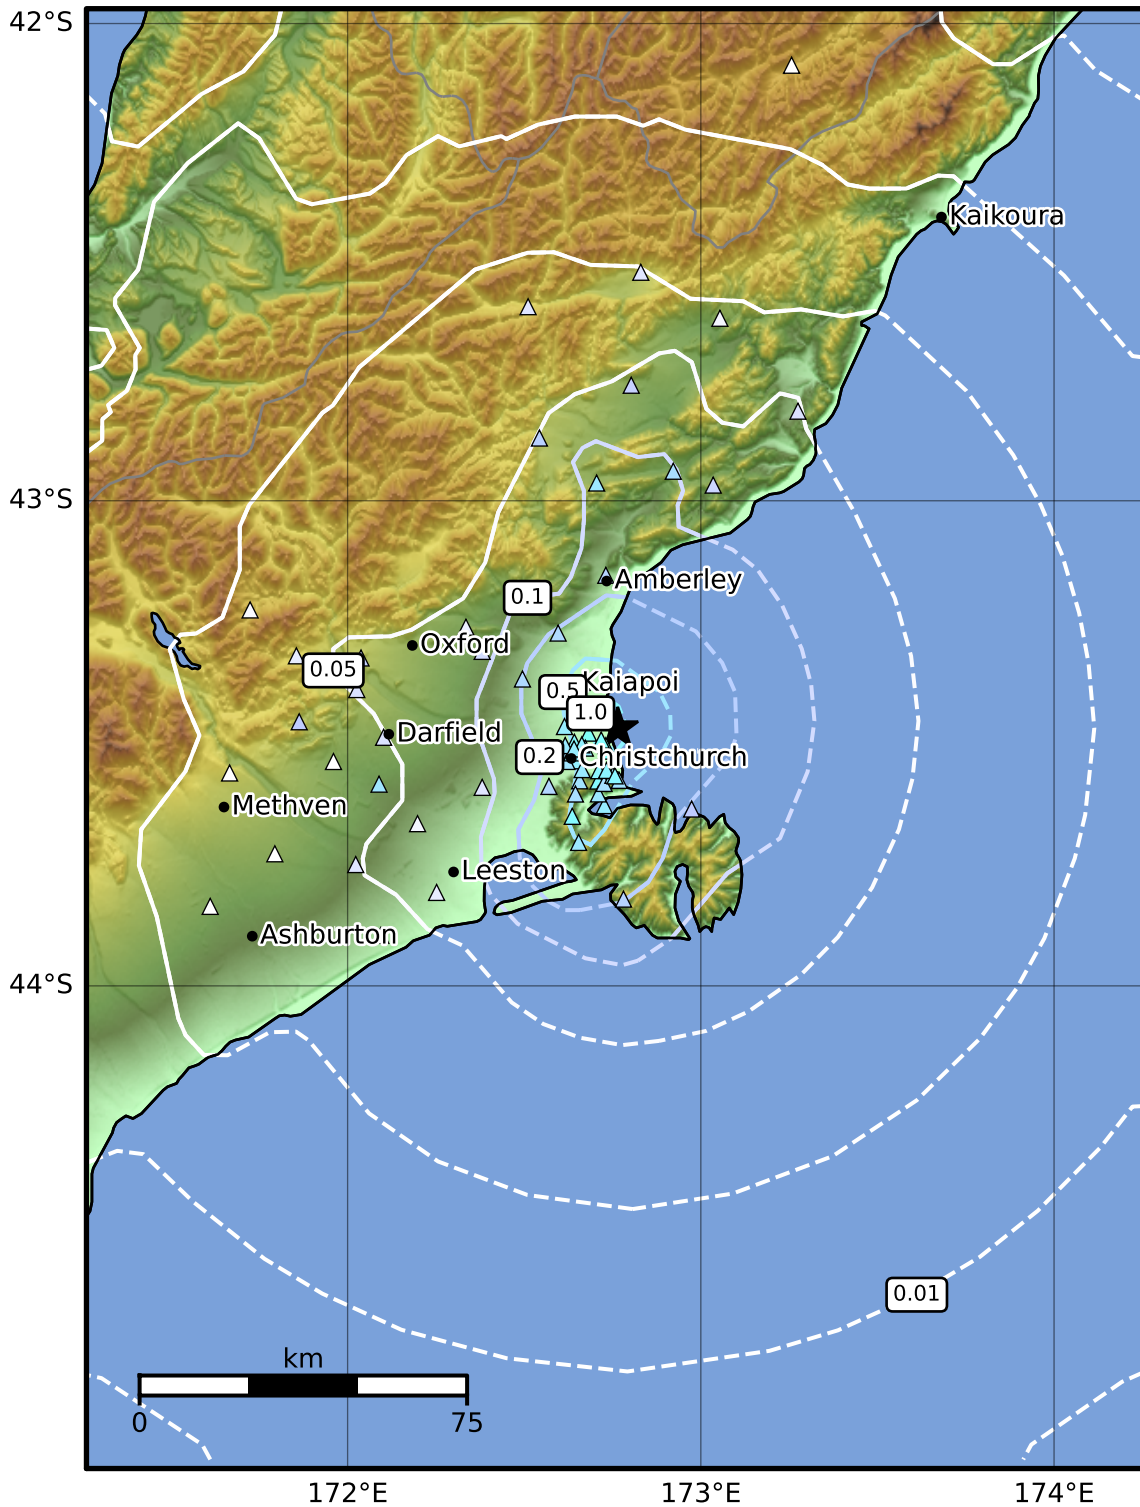 42°S
Kaikoura
43°S
Amberley
0.1
Oxford
0.05
Kaiapoi
0.5
1.0
Darfield
0.2
Christchurch
Methven
Leeston
Ashburton
44°S
0.01
km
0 75
172°E 173°E 174°E